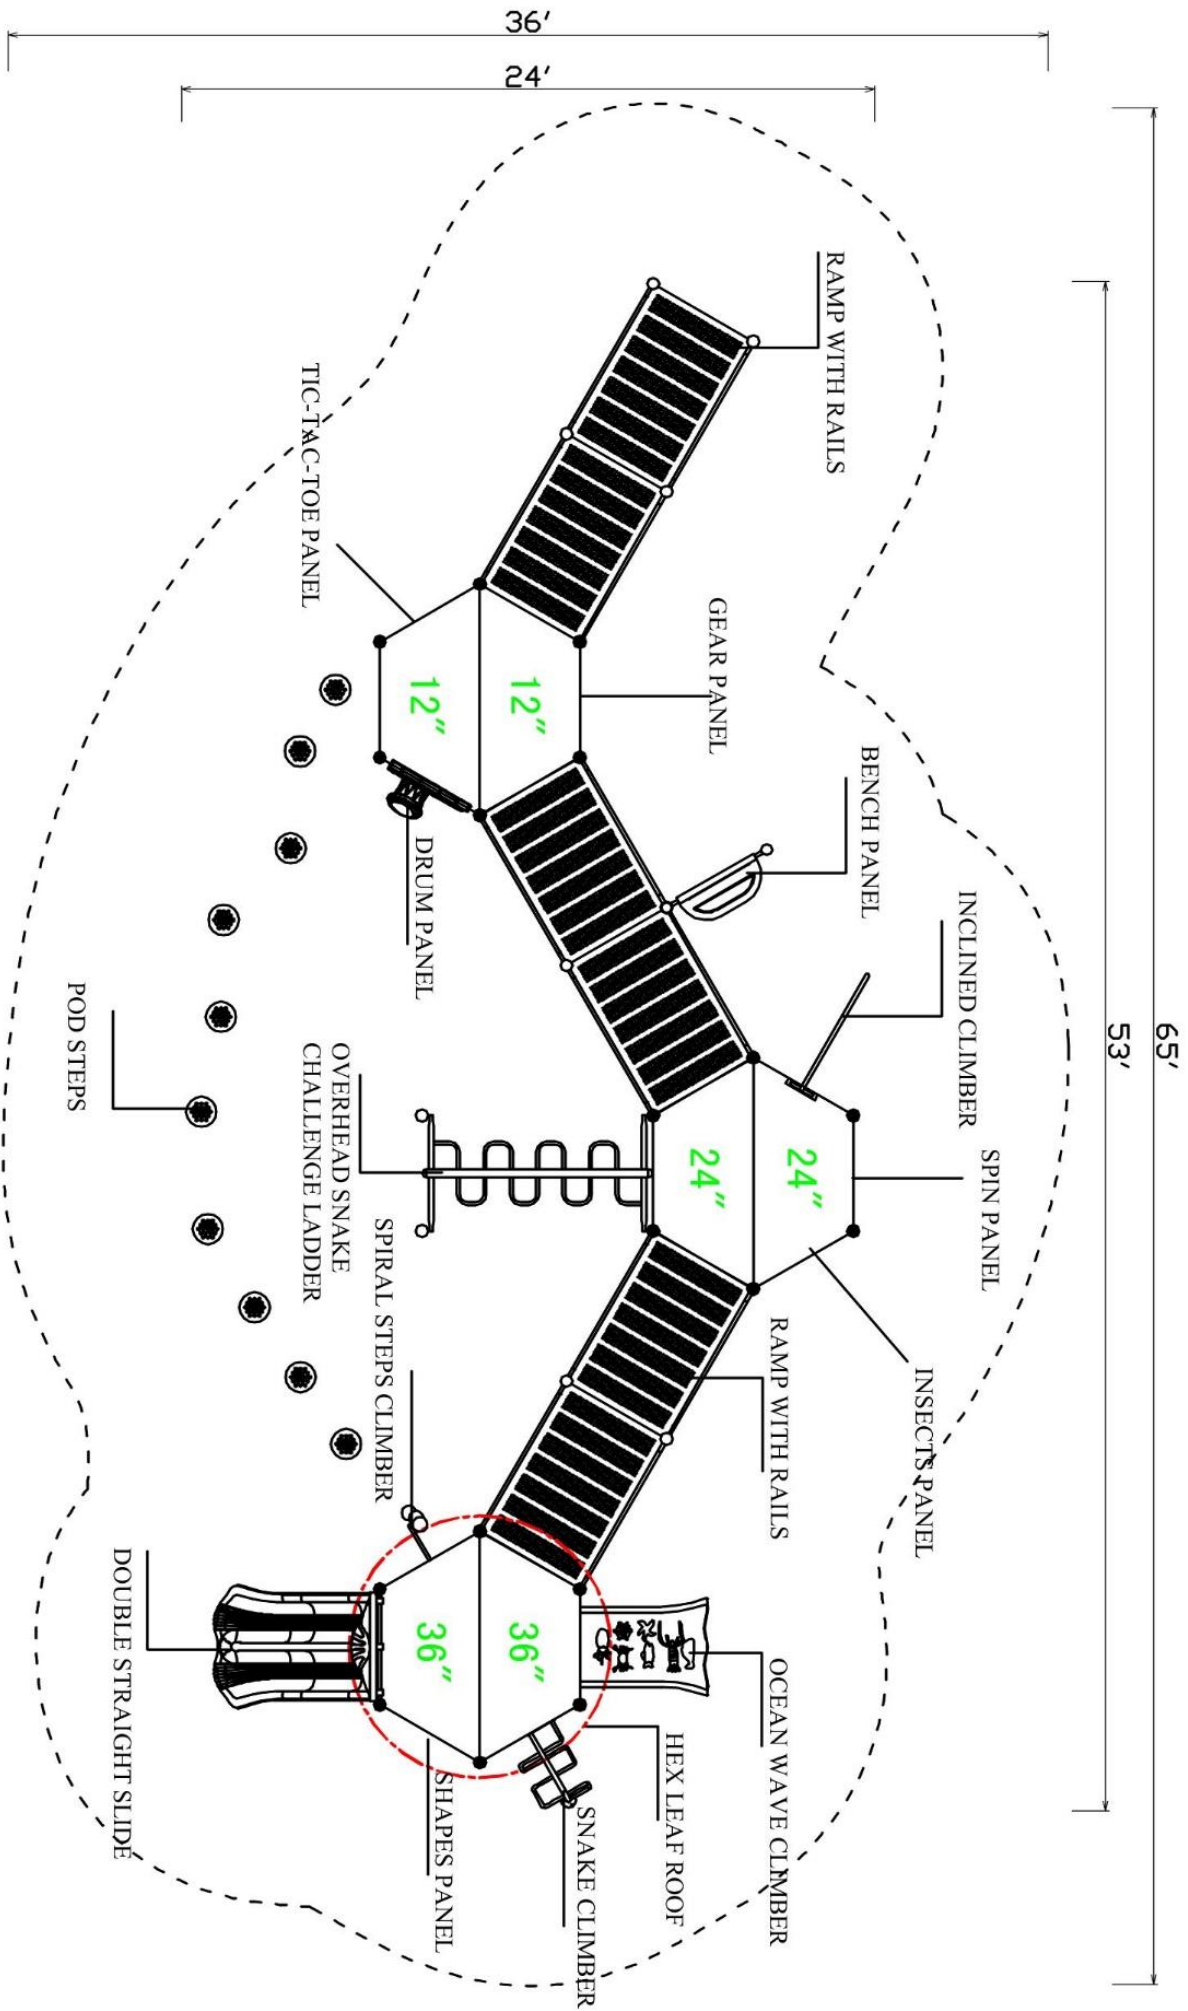 36'
24'
65'
53'
RAMP WITH RAILS
TIC-TAC-TOE PANEL
GEAR PANEL
12"
12"
BENCH PANEL
DRUM PANEL
INCLINED CLIMBER
POD STEPS
OVERHEAD SNAKE
CHALLENGE LADDER
SPIN PANEL
24"
24"
INSECTS PANEL
RAMP WITH RAILS
SPIRAL STEPS CLIMBER
36"
36"
DOUBLE STRAIGHT SLIDE
OCEAN WAVE CLIMBER
HEX LEAF ROOF
SHAPES PANEL
SNAKE CLIMBER